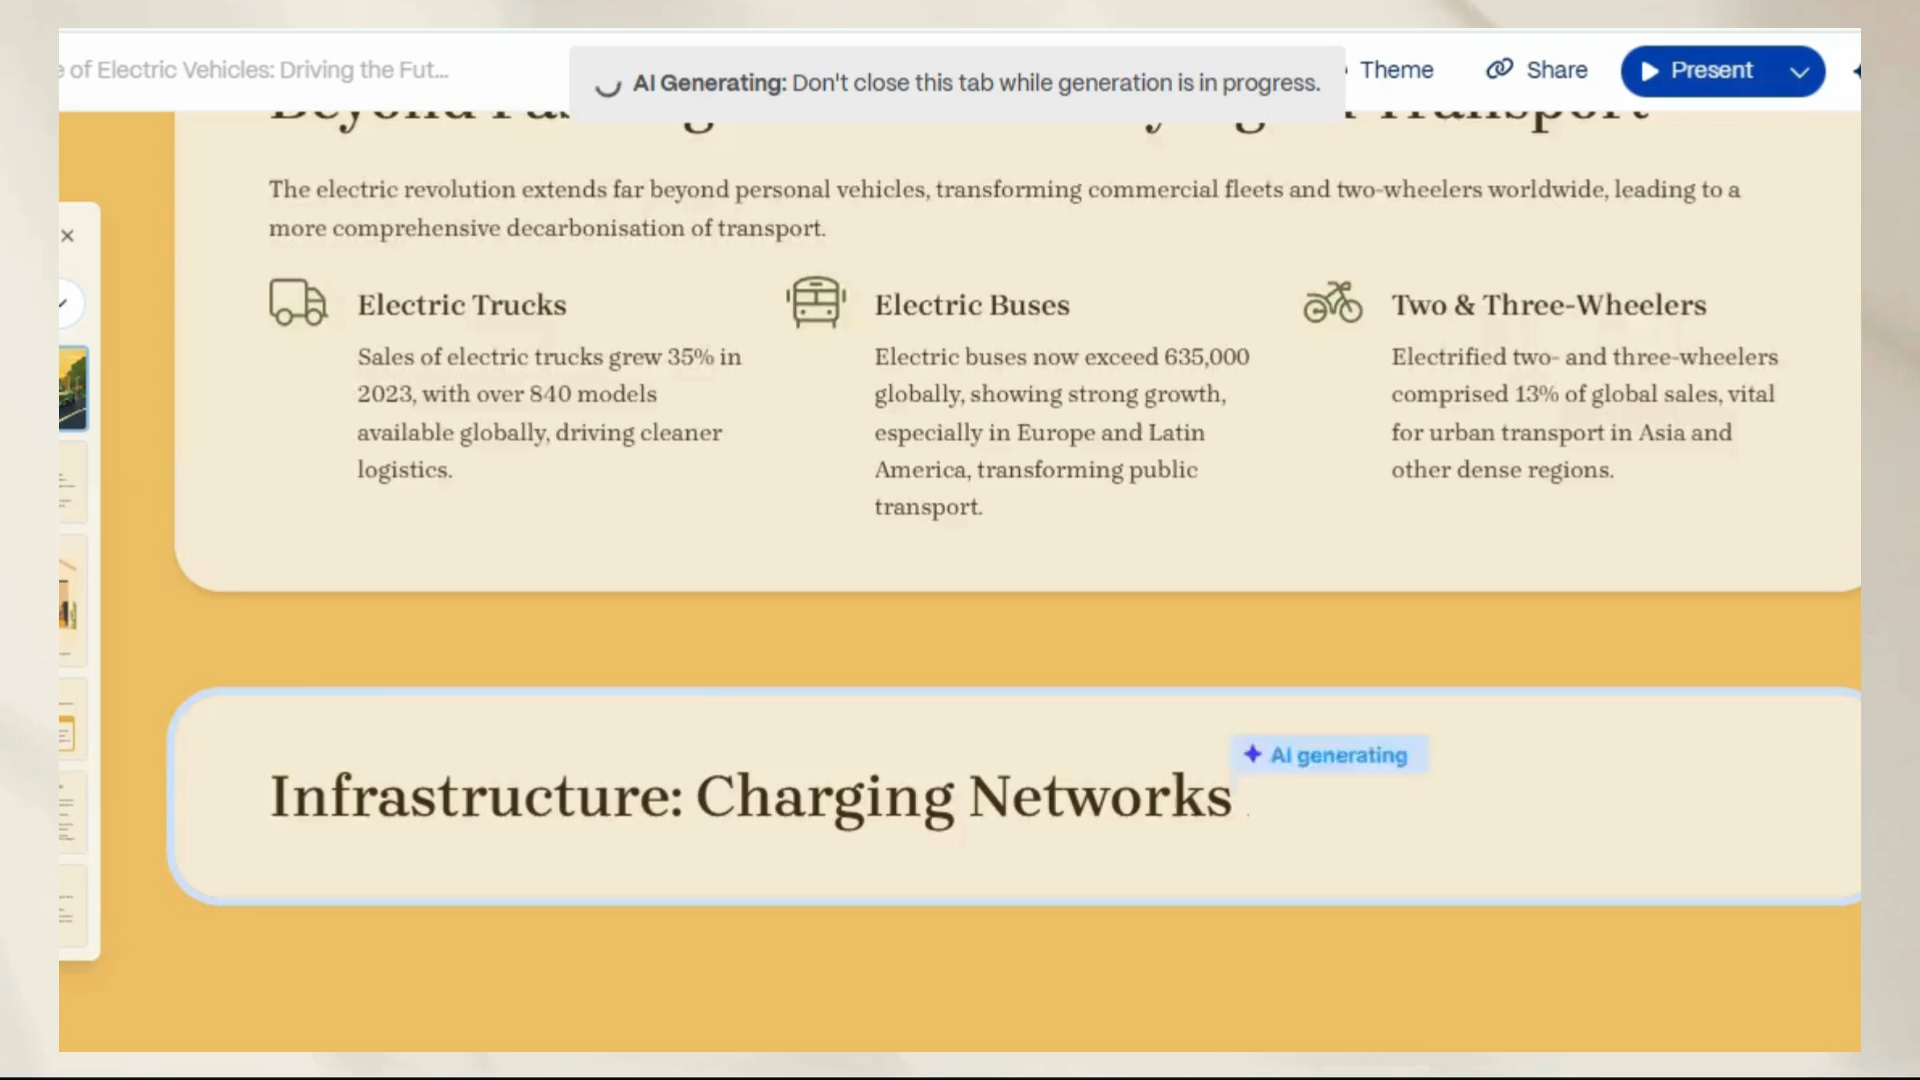 e of Electric Vehicles: Driving the Fut...
AI Generating: Don't close this tab while generation is in progress.
Theme
Share
Present
Transport
The electric revolution extends far beyond personal vehicles, transforming commercial fleets and two-wheelers worldwide, leading to a
more comprehensive decarbonisation of transport.
Electric Trucks
Sales of electric trucks grew 35% in
2023, with over 840 models
available globally, driving cleaner
logistics.
Electric Buses
Electric buses now exceed 635,000
globally, showing strong growth,
especially in Europe and Latin
America, transforming public
transport.
Two & Three-Wheelers
Electrified two- and three-wheelers
comprised 13% of global sales, vital
for urban transport in Asia and
other dense regions.
AI generating
Infrastructure: Charging Networks